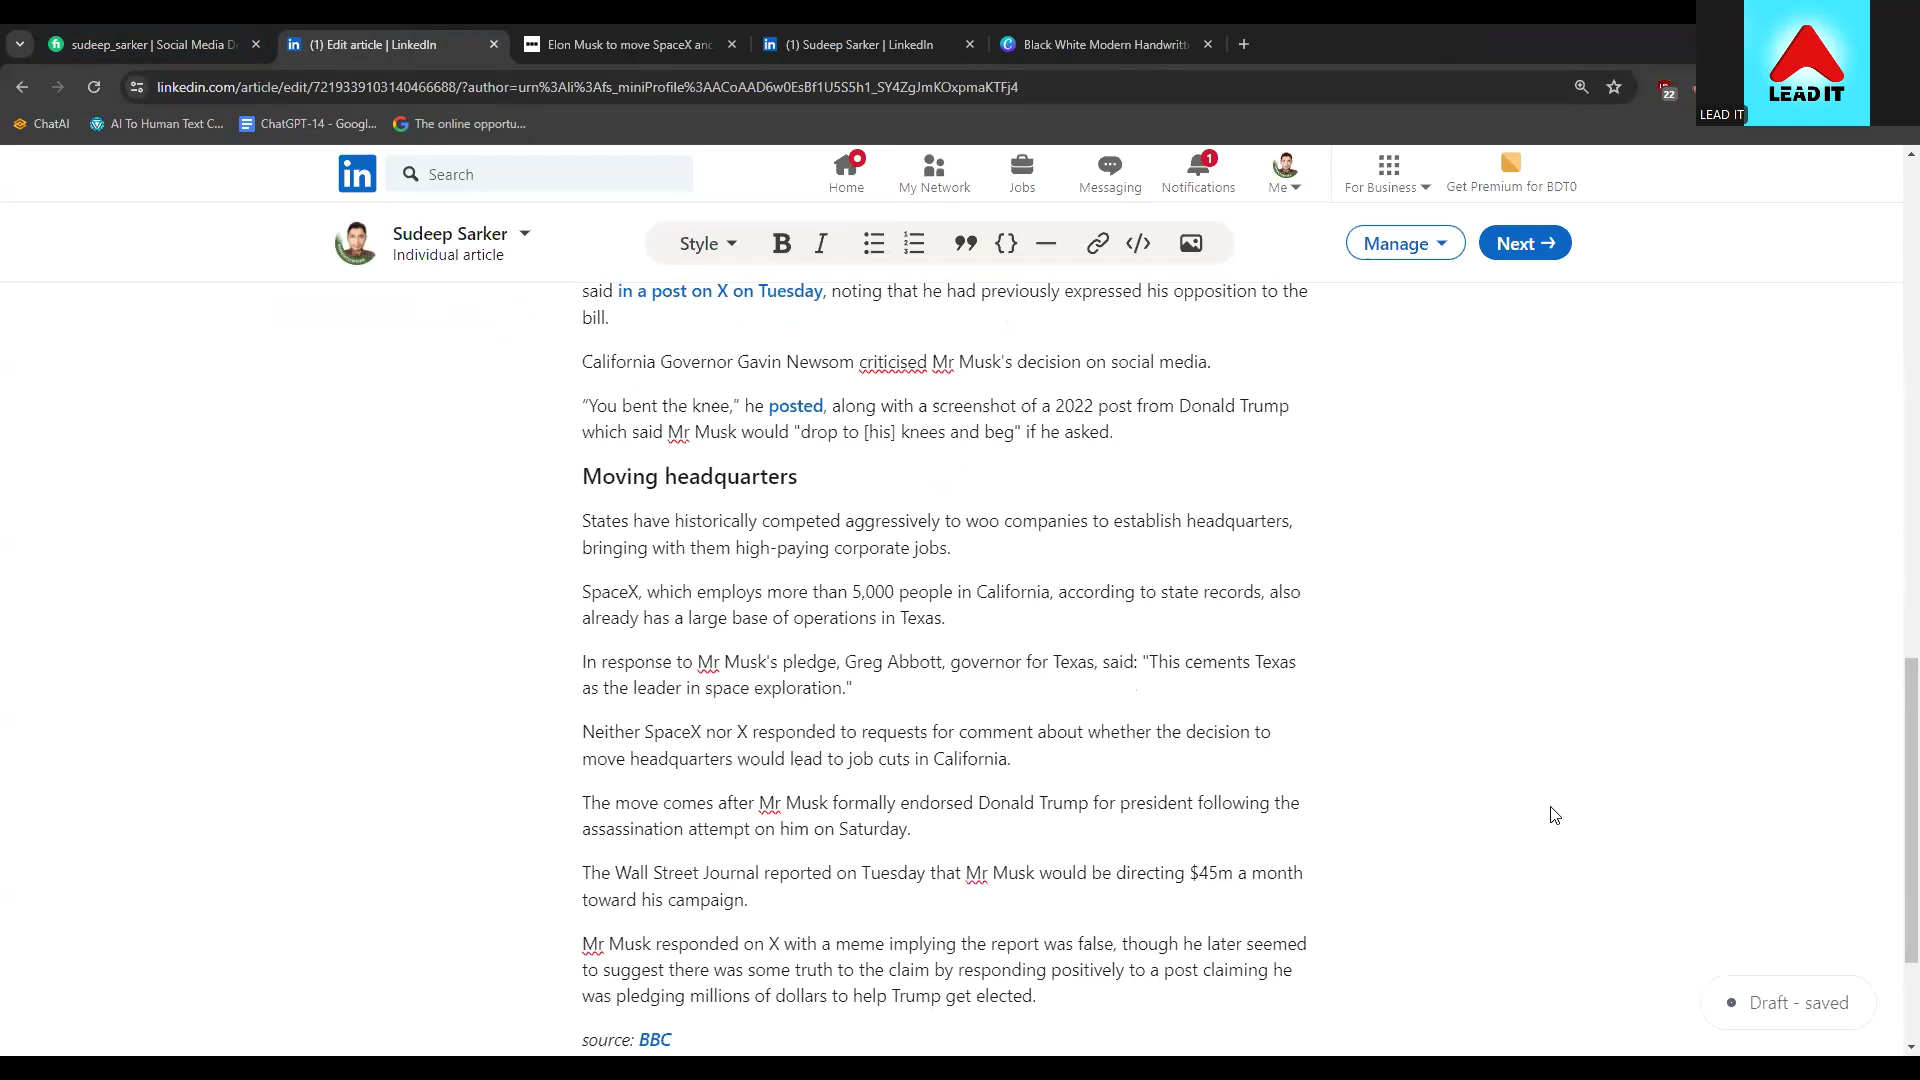 sudeep_sarker | Social Media D
(1) Edit article | LinkedIn
Elon Musk to move SpaceX and
(1) Sudeep Sarker | LinkedIn
Black White Modern Handwritt
LEAD IT
LEAD IT
linkedin.com/article/edit/7219339103140466688/?author=urn%3Ali%3Afs_miniProfile%3AACoAAD6w0EsBf1U5S5h1_SY4ZgJmKOxpmaKTFj4
22
ChatAI
AI To Human Text C...
ChatGPT-14 - Googl...
The online opportu...
in
Search
Home
My Network
Jobs
Messaging
1
Notifications
Me
For Business
Get Premium for BDT0
Sudeep Sarker
Individual article
Style
B
I
Manage
Next →
said in a post on X on Tuesday, noting that he had previously expressed his opposition to the
bill.
California Governor Gavin Newsom criticised Mr Musk's decision on social media.
“You bent the knee,” he posted, along with a screenshot of a 2022 post from Donald Trump
which said Mr Musk would "drop to [his] knees and beg" if he asked.
Moving headquarters
States have historically competed aggressively to woo companies to establish headquarters,
bringing with them high-paying corporate jobs.
SpaceX, which employs more than 5,000 people in California, according to state records, also
already has a large base of operations in Texas.
In response to Mr Musk's pledge, Greg Abbott, governor for Texas, said: "This cements Texas
as the leader in space exploration."
Neither SpaceX nor X responded to requests for comment about whether the decision to
move headquarters would lead to job cuts in California.
The move comes after Mr Musk formally endorsed Donald Trump for president following the
assassination attempt on him on Saturday.
The Wall Street Journal reported on Tuesday that Mr Musk would be directing $45m a month
toward his campaign.
Mr Musk responded on X with a meme implying the report was false, though he later seemed
to suggest there was some truth to the claim by responding positively to a post claiming he
was pledging millions of dollars to help Trump get elected.
Draft - saved
source: BBC